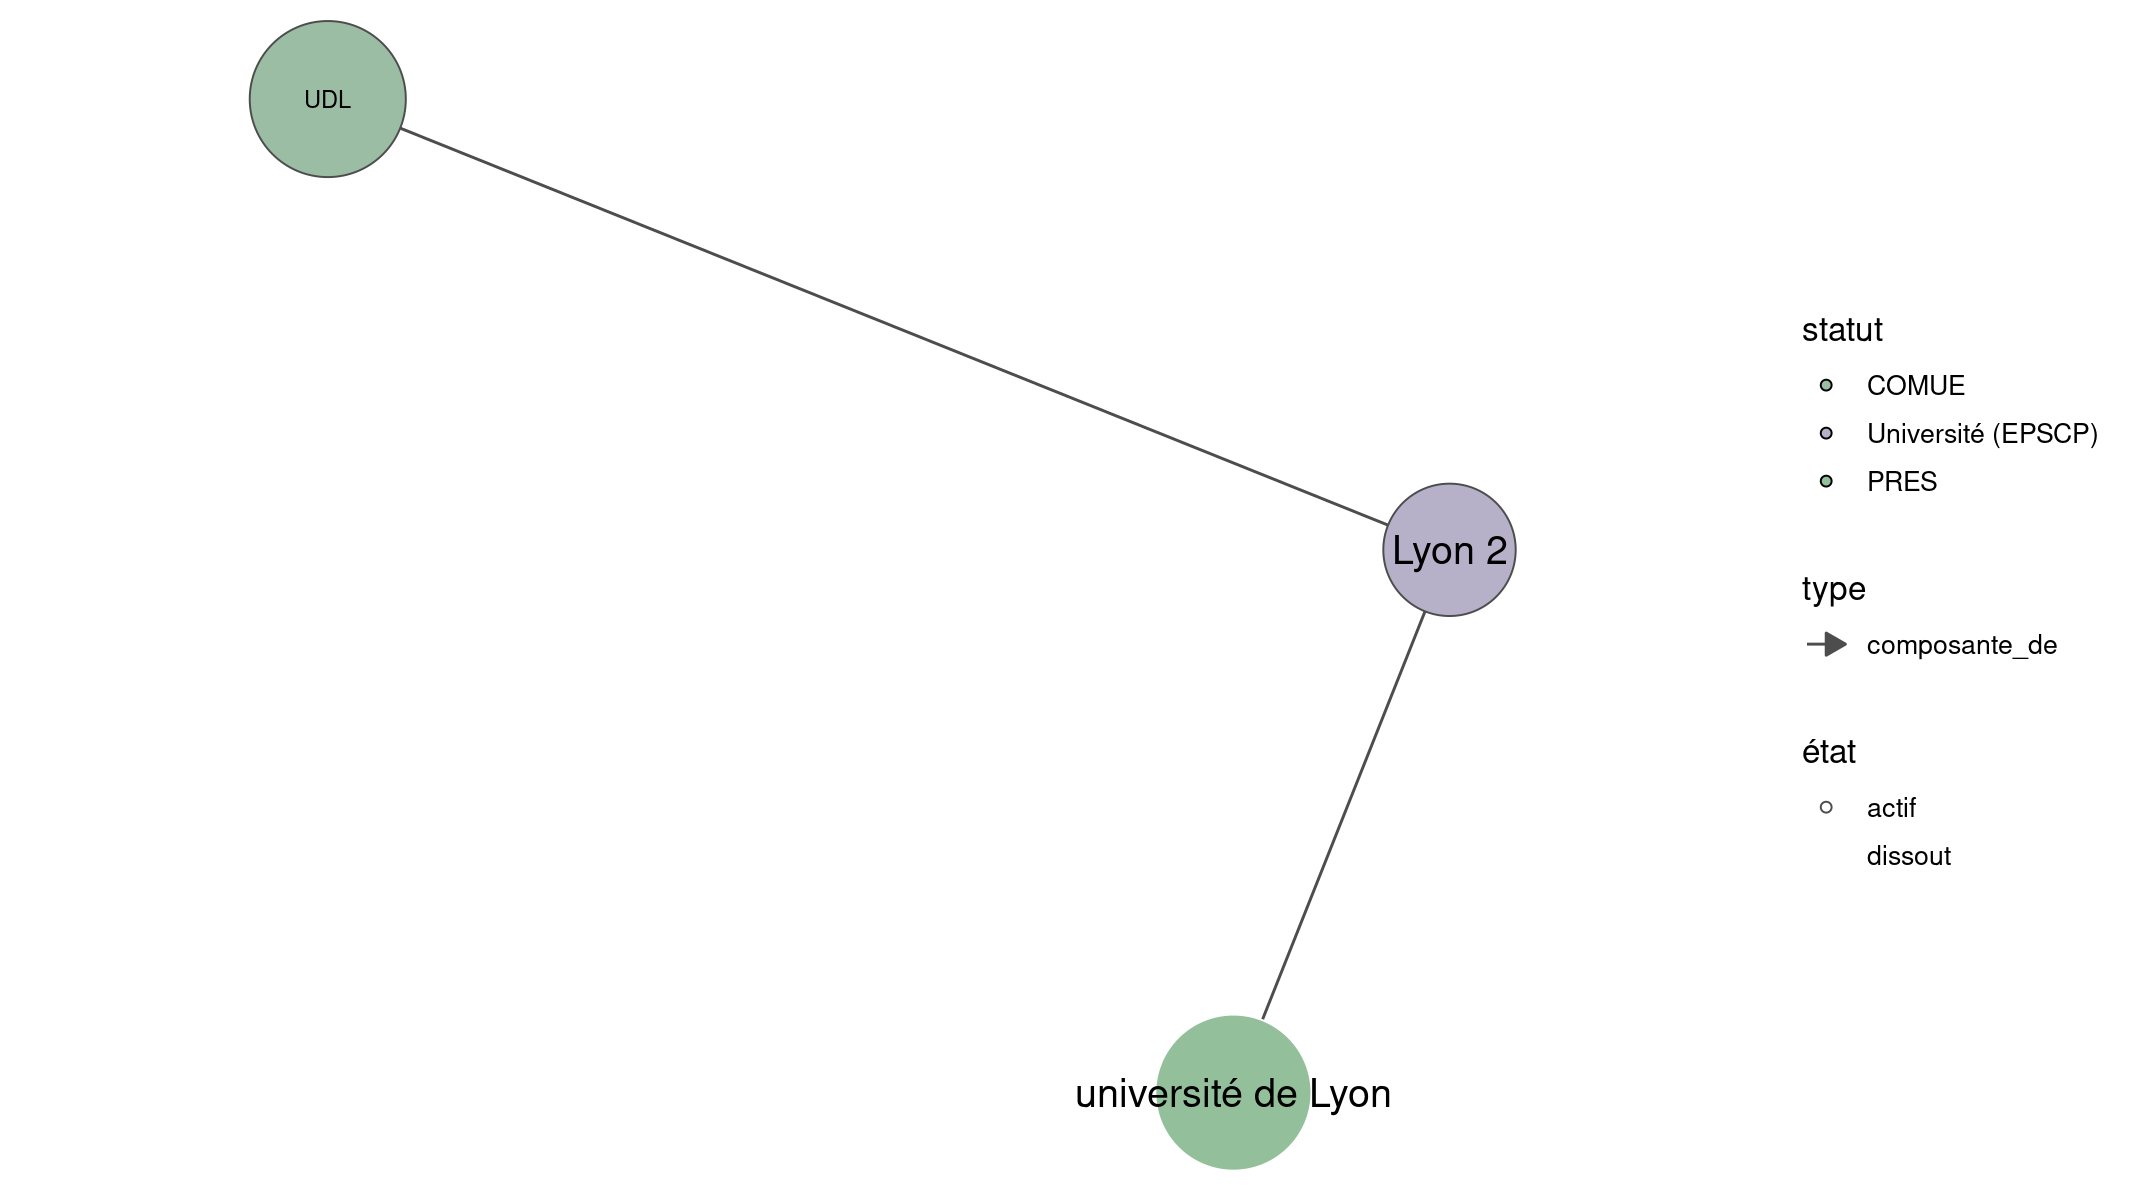 UDL
Lyon 2
université de Lyon
statut
COMUE
Université (EPSCP)
PRES
type
composante_de
état
actif
dissout